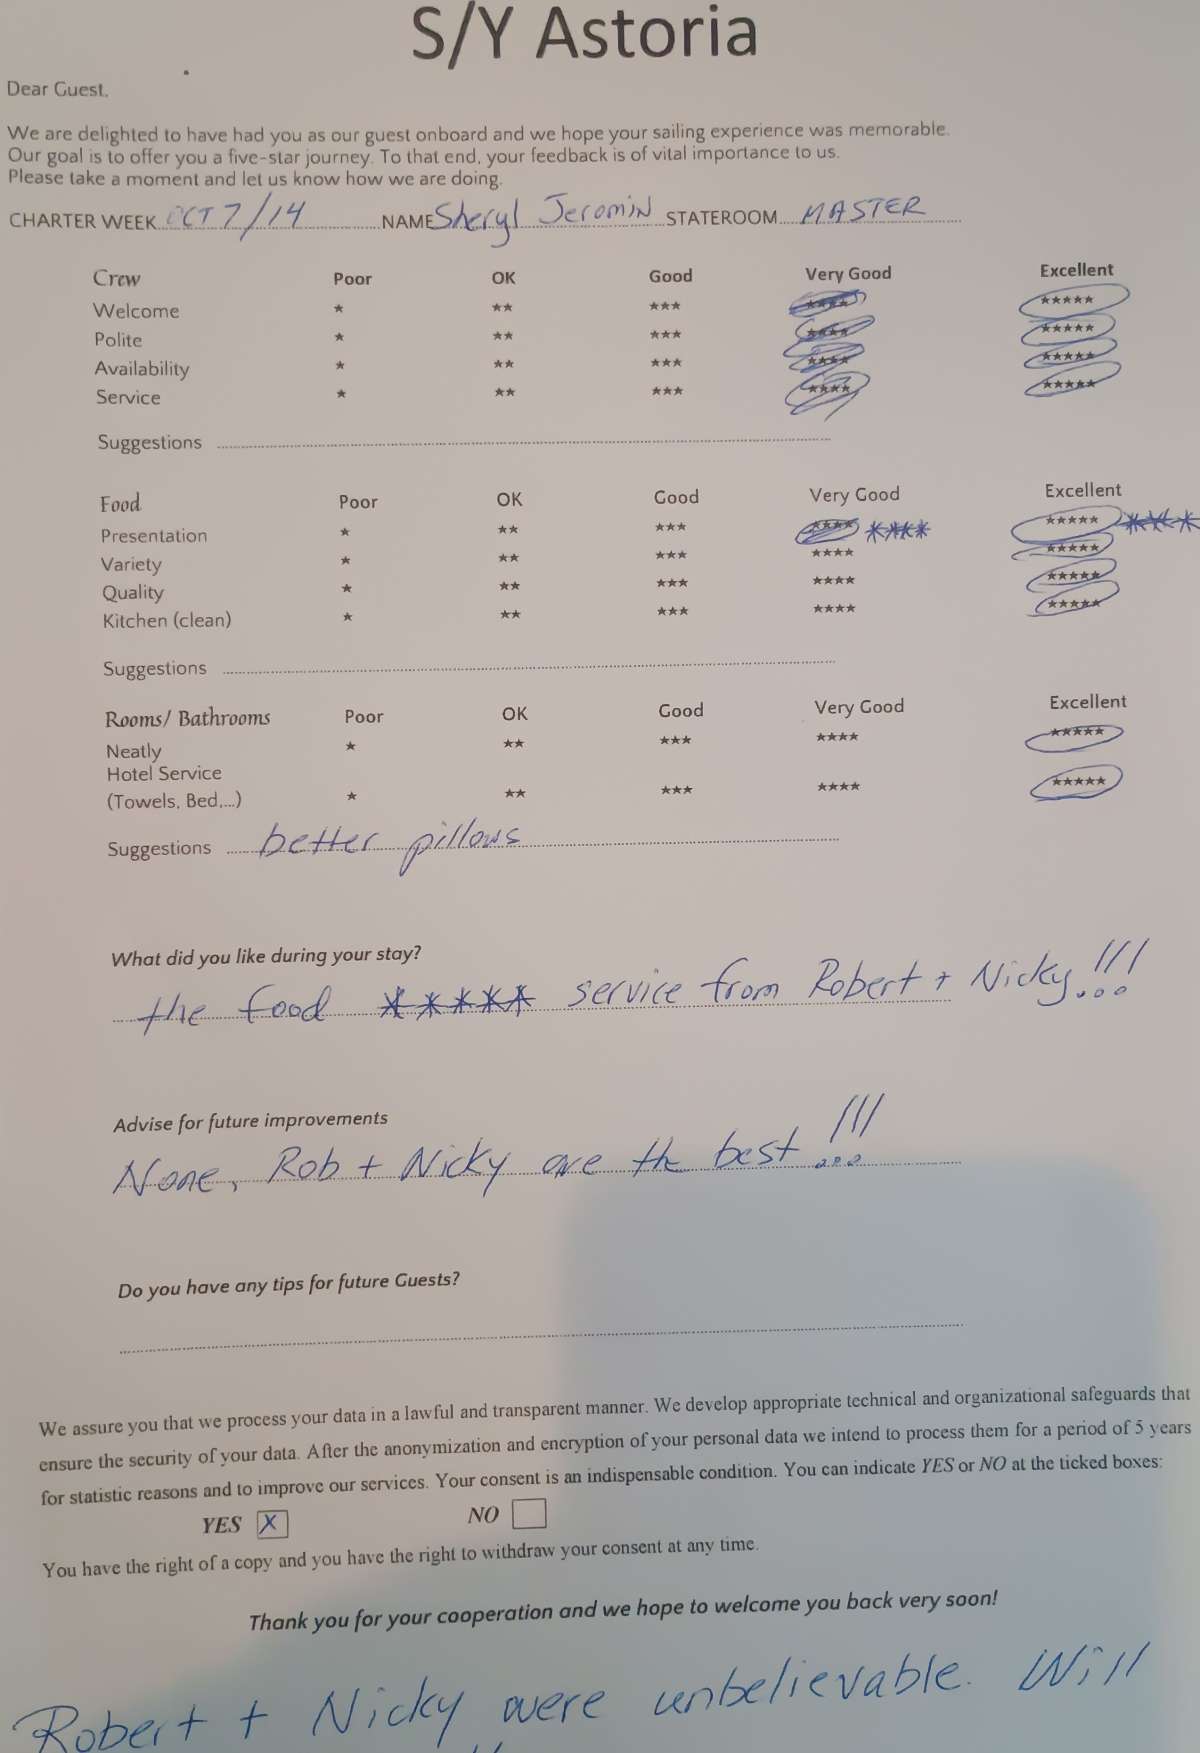 S/Y Astoria
Dear Guest,
We are delighted to have had you as our guest onboard and we hope your sailing experience was memorable.
Our goal is to offer you a five-star journey. To that end, your feedback is of vital importance to us.
Please take a moment and let us know how we are doing.
CHARTER WEEK OCT 7/14 NAME Sheryl Jeromin STATEROOM MASTER
Crew Poor OK Good Very Good Excellent
Welcome * ** *** **** *****
Polite * ** *** **** *****
Availability * ** *** **** *****
Service * ** *** **** *****
Suggestions
Food Poor OK Good Very Good Excellent
Presentation * ** *** **** **** ***** ****
Variety * ** *** **** *****
Quality * ** *** **** *****
Kitchen (clean) * ** *** **** *****
Suggestions
Rooms/ Bathrooms Poor OK Good Very Good Excellent
Neatly * ** *** **** *****
Hotel Service
(Towels, Bed,...) * ** *** **** *****
Suggestions better pillows
What did you like during your stay?
the food ***** service from Robert + Nicky!!!
Advise for future improvements
None, Rob + Nicky are the best!!!
Do you have any tips for future Guests?
We assure you that we process your data in a lawful and transparent manner. We develop appropriate technical and organizational safeguards that
ensure the security of your data. After the anonymization and encryption of your personal data we intend to process them for a period of 5 years
for statistic reasons and to improve our services. Your consent is an indispensable condition. You can indicate YES or NO at the ticked boxes:
YES X NO
You have the right of a copy and you have the right to withdraw your consent at any time.
Thank you for your cooperation and we hope to welcome you back very soon!
Robert + Nicky were unbelievable. Will